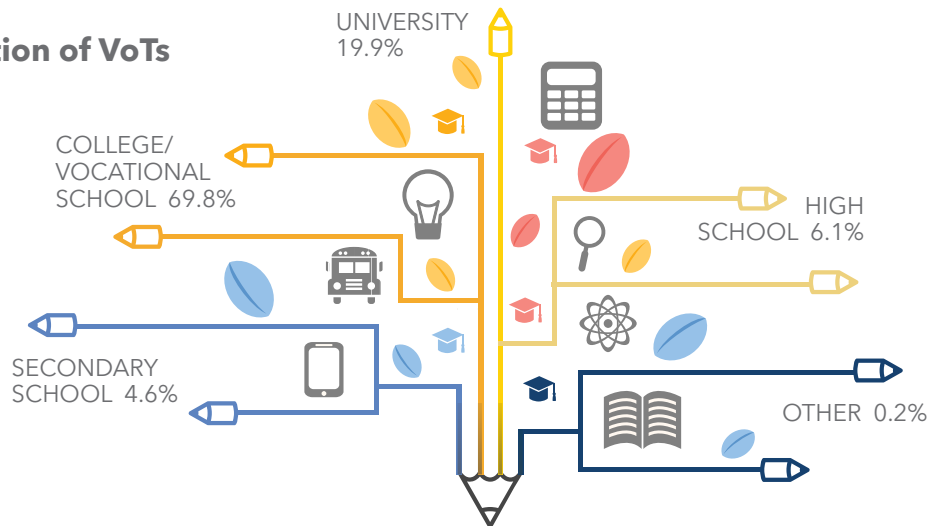 of VoTs
UNIVERSITY
19.9%
COLLEGE/
VOCATIONAL
SCHOOL 69.8%
HIGH
SCHOOL 6.1%
SECONDARY
SCHOOL 4.6%
OTHER 0.2%